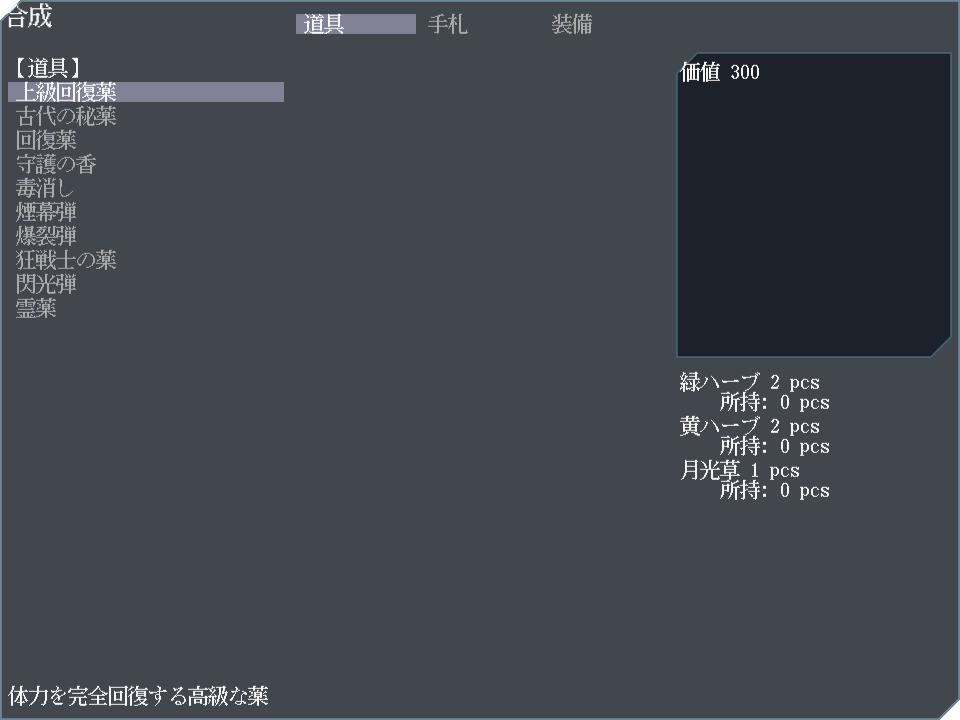 合成
道具 手札 装備
【道具】
上級回復薬
古代の秘薬
回復薬
守護の香
毒消し
煙幕弾
爆裂弾
狂戦士の薬
閃光弾
霊薬
価値 300
緑ハーブ 2 pcs
所持: 0 pcs
黄ハーブ 2 pcs
所持: 0 pcs
月光草 1 pcs
所持: 0 pcs
体力を完全回復する高級な薬